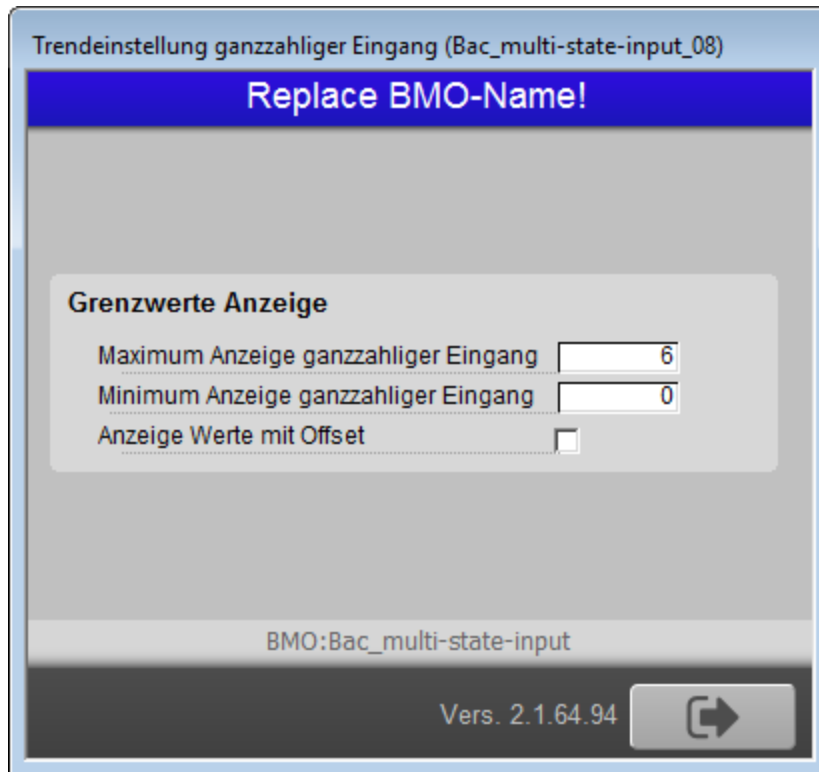 Trendeinstellung ganzzahliger Eingang (Bac_multi-state-input_08)
Replace BMO-Name!
Grenzwerte Anzeige
Maximum Anzeige ganzzahliger Eingang 6
Minimum Anzeige ganzzahliger Eingang 0
Anzeige Werte mit Offset
BMO:Bac_multi-state-input
Vers. 2.1.64.94